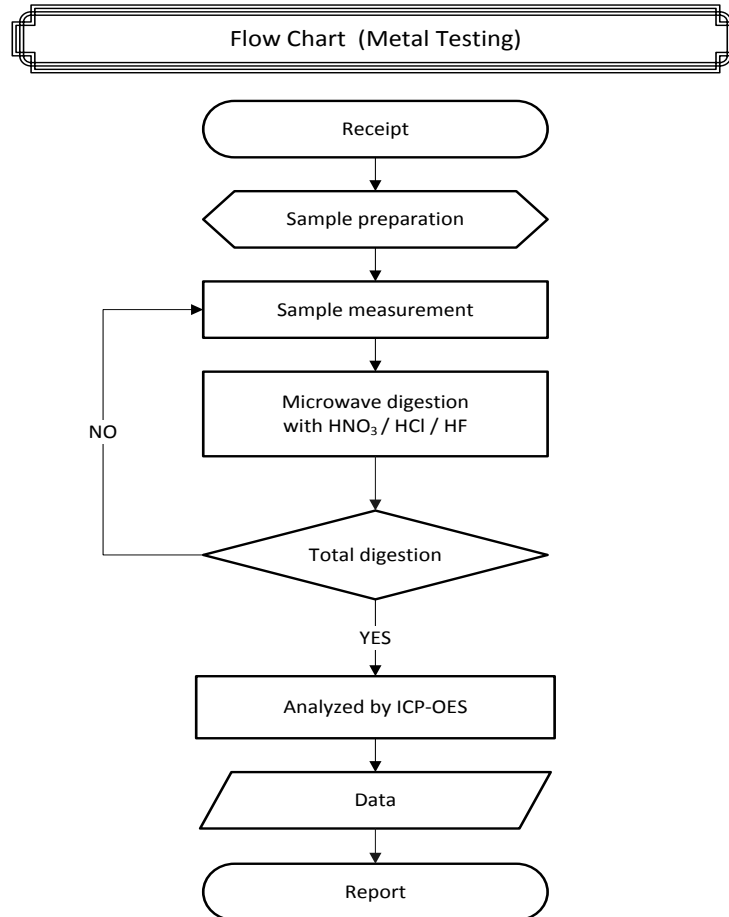 Flow Chart  (Metal Testing)
Receipt
Sample preparation
Sample measurement
Microwave digestion
with HNO₃ / HCl / HF
NO
Total digestion
YES
Analyzed by ICP-OES
Data
Report